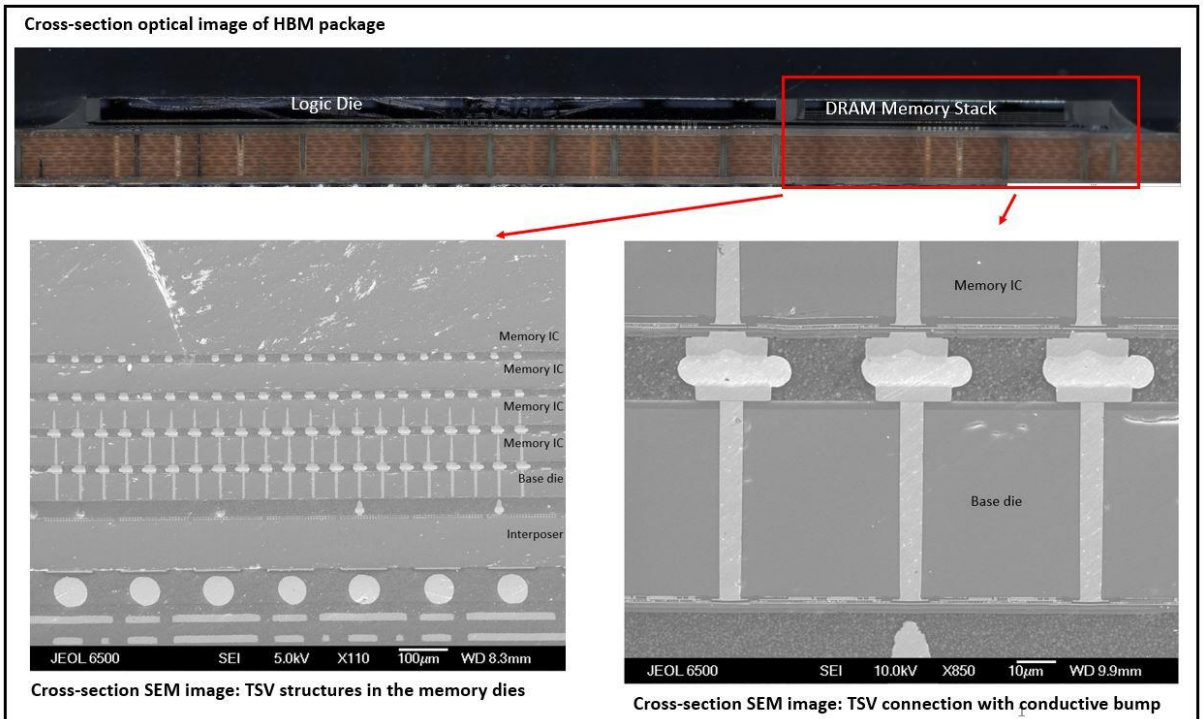 Cross-section optical image of HBM package
Logic Die
DRAM Memory Stack
Memory IC
Memory IC
Memory IC
Memory IC
Base die
Interposer
JEOL 6500 SEI 5.0kV X110 100μm WD 8.3mm
Cross-section SEM image: TSV structures in the memory dies
Memory IC
Base die
JEOL 6500 SEI 10.0kV X850 10μm WD 9.9mm
Cross-section SEM image: TSV connection with conductive bump